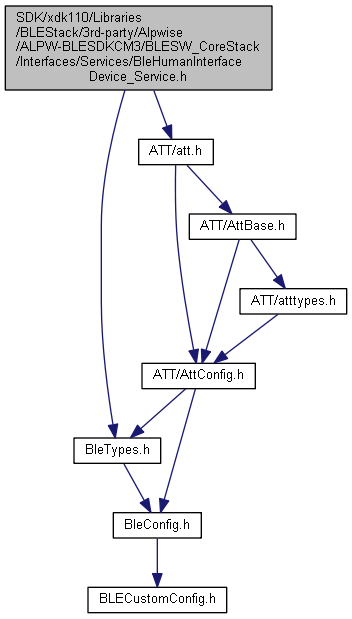 SDK/xdk110/Libraries
/BLEStack/3rd-party/Alpwise
/ALPW-BLESDKCM3/BLESW_CoreStack
/Interfaces/Services/BleHumanInterface
Device_Service.h
ATT/att.h
ATT/AttBase.h
ATT/atttypes.h
ATT/AttConfig.h
BleTypes.h
BleConfig.h
BLECustomConfig.h